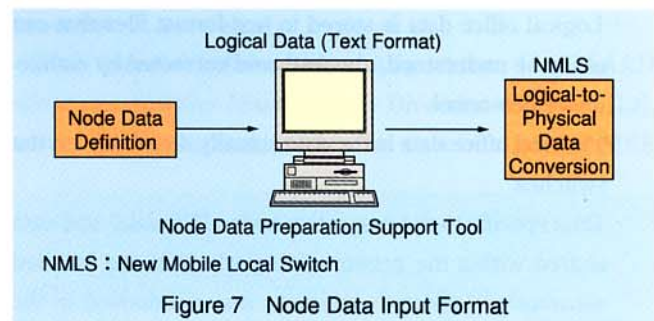 Logical Data (Text Format)
NMLS
Node Data
Definition
Logical-to-
Physical
Data
Conversion
Node Data Preparation Support Tool
NMLS : New Mobile Local Switch
Figure 7 Node Data Input Format